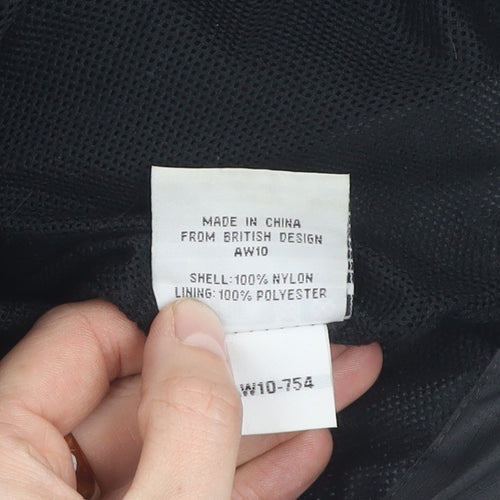 MADE IN CHINA
FROM BRITISH DESIGN
AW10
SHELL:100% NYLON
LINING:100% POLYESTER
W10-754